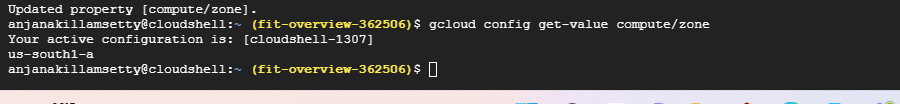 Updated property [compute/zone].
anjanakillamsetty@cloudshell:~ (fit-overview-362506)$ gcloud config get-value compute/zone
Your active configuration is: [cloudshell-1307]
us-south1-a
anjanakillamsetty@cloudshell:~ (fit-overview-362506)$